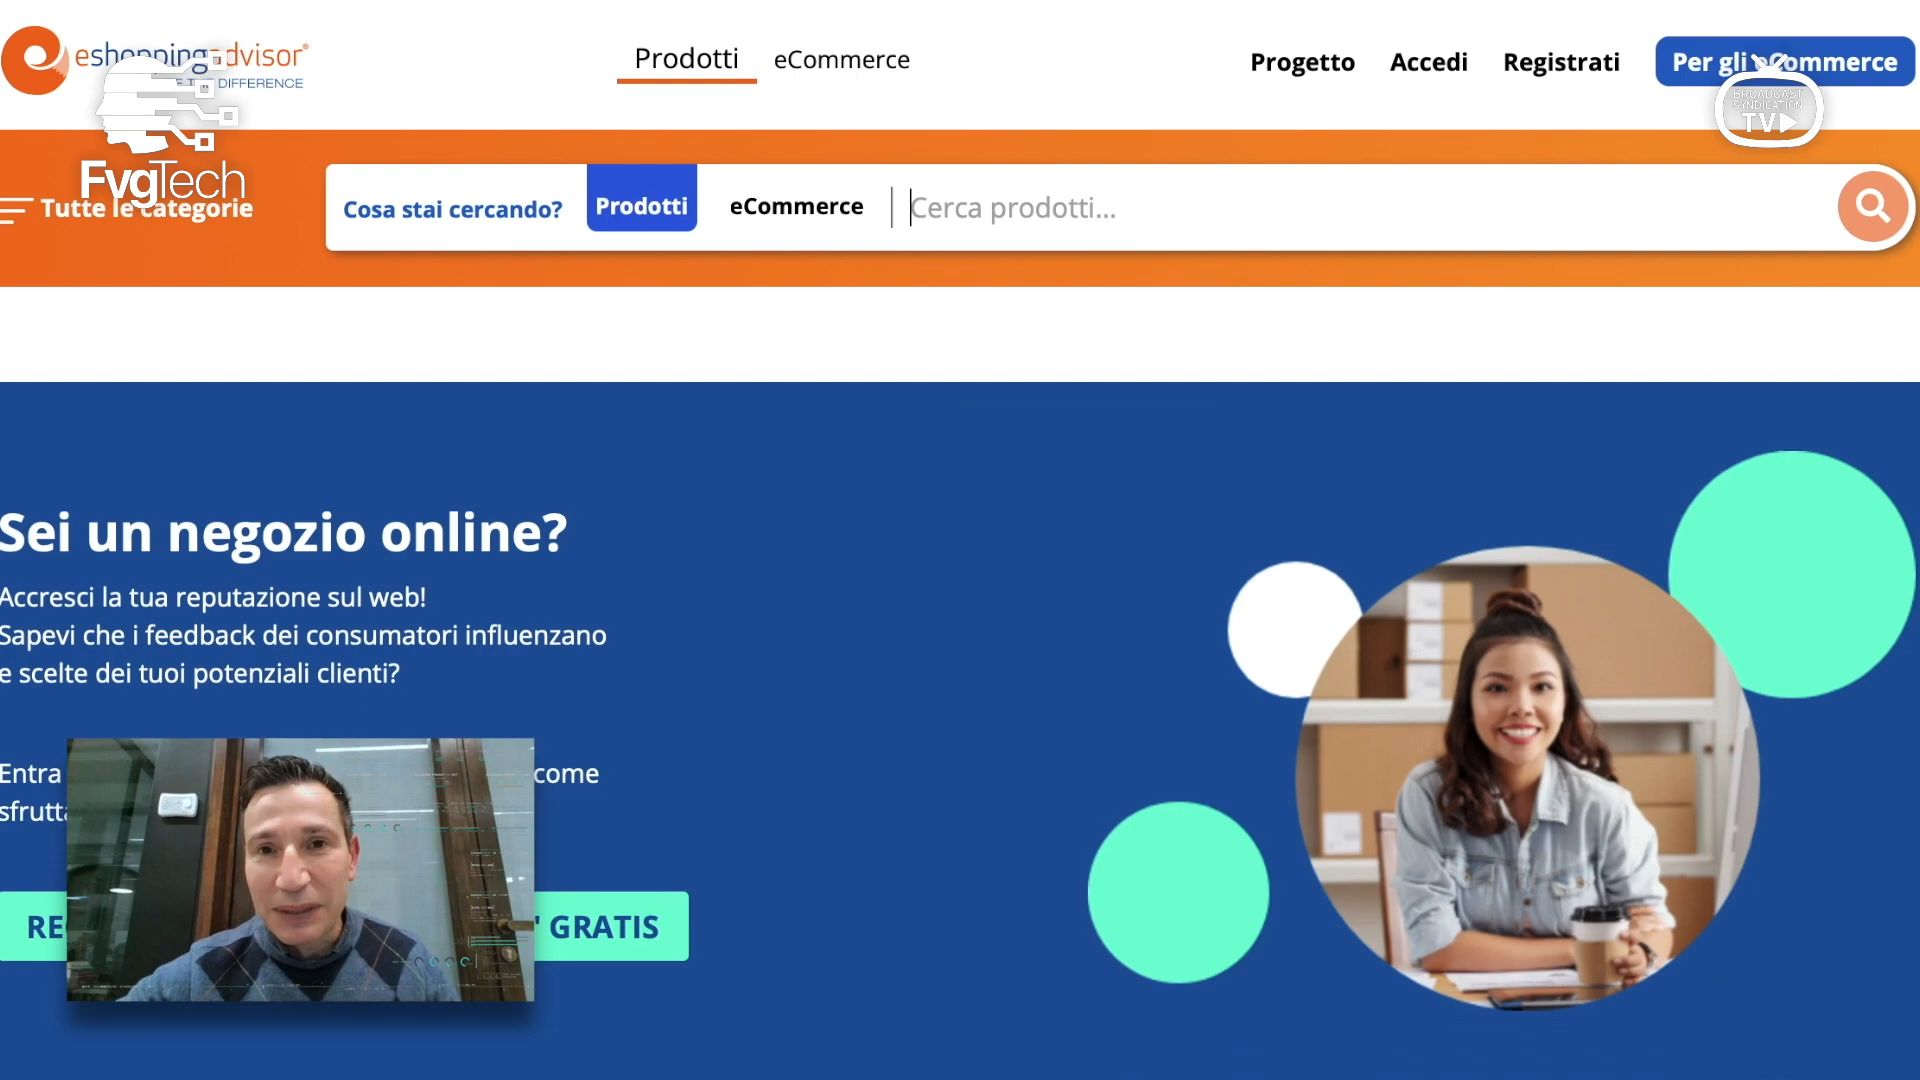 eshoppingadvisor®
THE DIFFERENCE
Prodotti
eCommerce
Progetto
Accedi
Registrati
Per gli eCommerce
BROADCAST
SYNDICATION
TV
FvgTech
Tutte le categorie
Cosa stai cercando?
Prodotti
eCommerce
Cerca prodotti...
Sei un negozio online?
Accresci la tua reputazione sul web!
Sapevi che i feedback dei consumatori influenzano
e scelte dei tuoi potenziali clienti?
Entra come
sfrutta
RE ' GRATIS